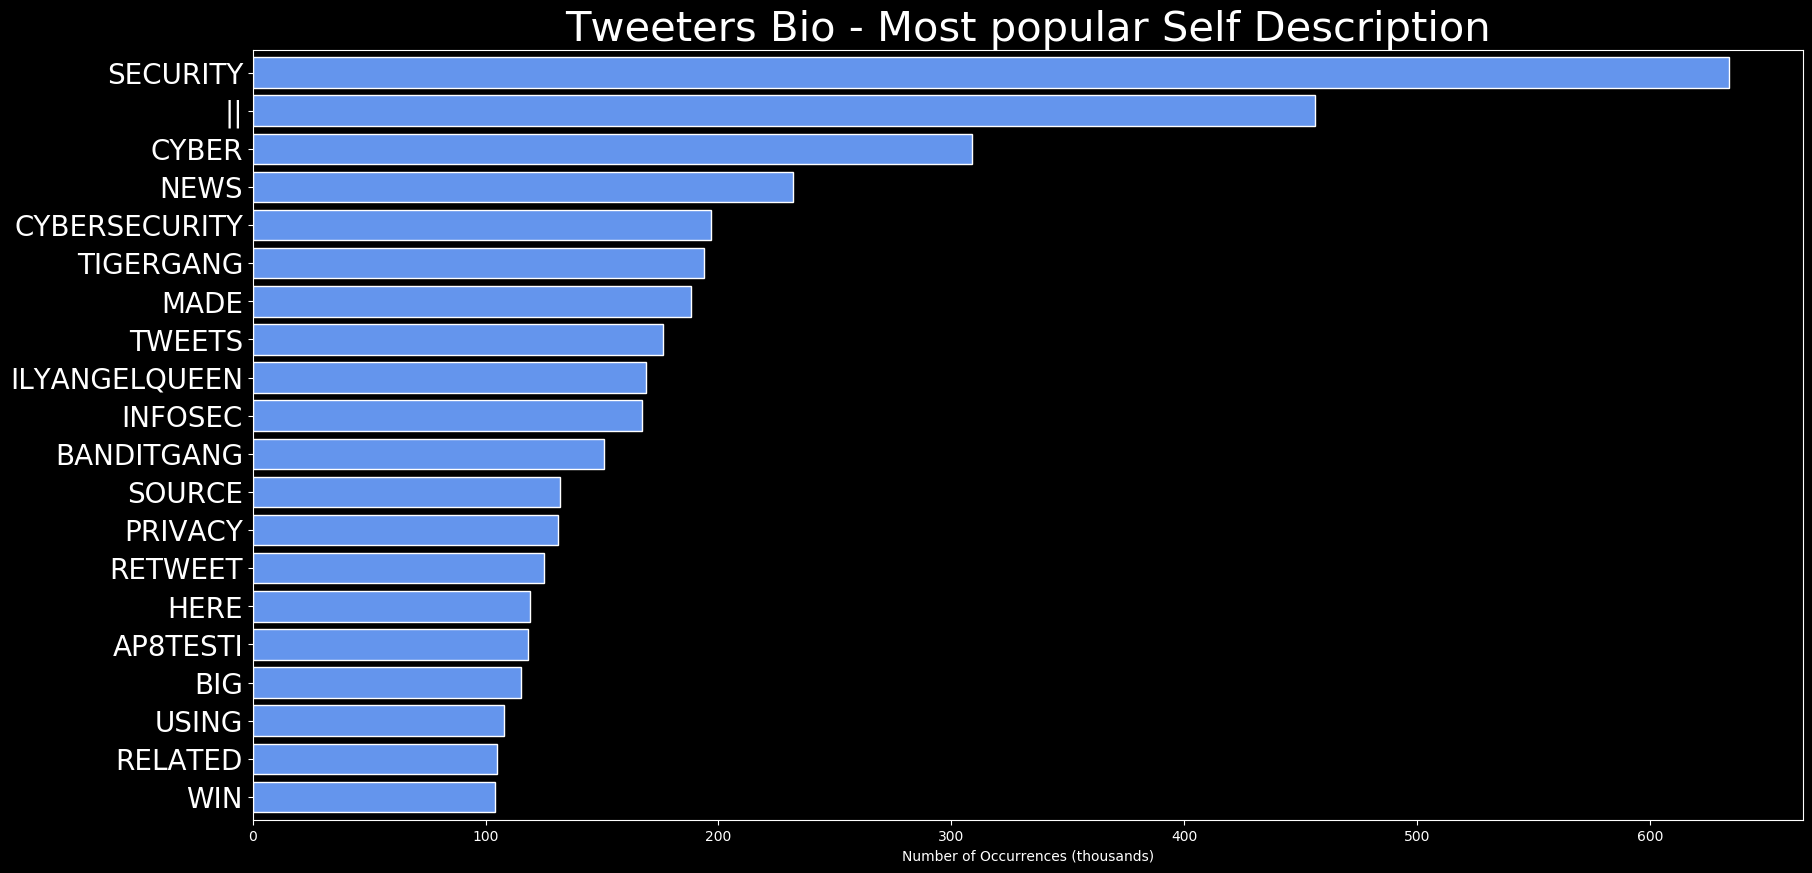 Tweeters Bio - Most popular Self Description
SECURITY
||
CYBER
NEWS
CYBERSECURITY
TIGERGANG
MADE
TWEETS
ILYANGELQUEEN
INFOSEC
BANDITGANG
SOURCE
PRIVACY
RETWEET
HERE
AP8TESTI
BIG
USING
RELATED
WIN
0 100 200 300 400 500 600
Number of Occurrences (thousands)